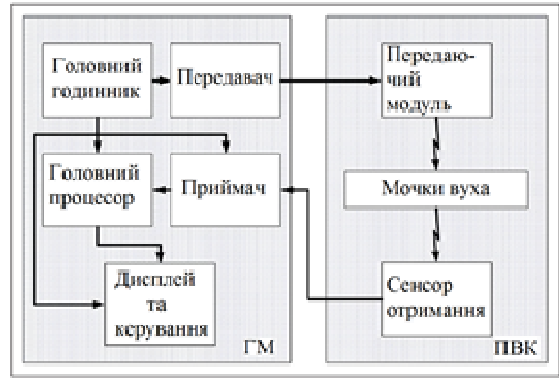 Головний
годинник
Передавач
Передаю-
чий
модуль
Головний
процесор
Приймач
Мочки вуха
Дисплей
та
керування
Сенсор
отримання
ГМ
ПВК